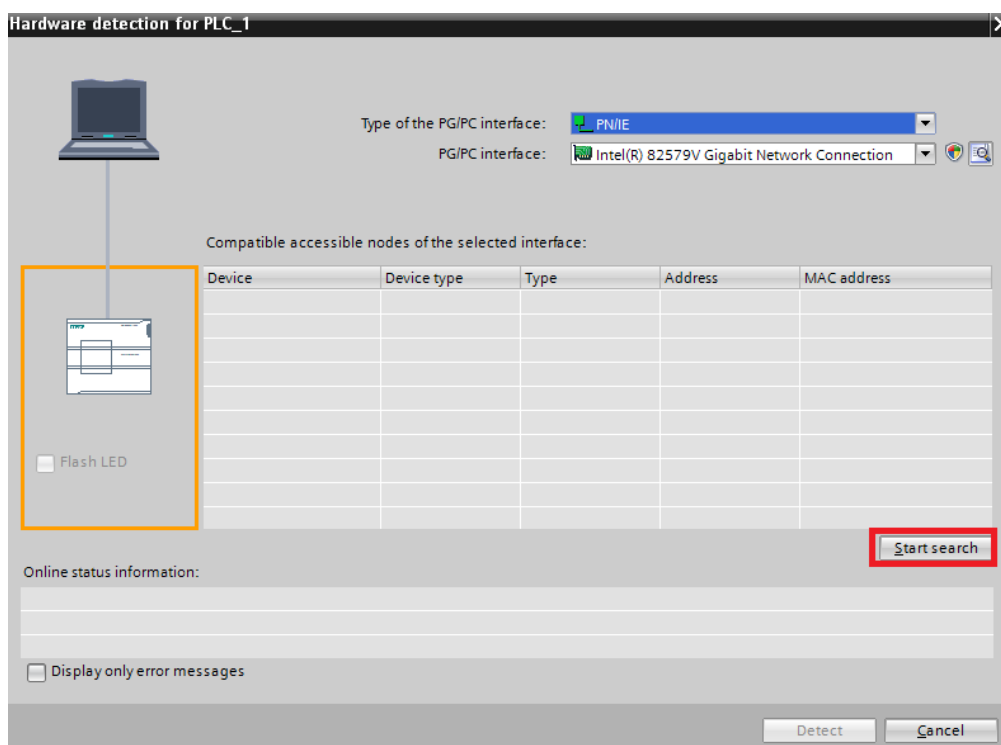 Hardware detection for PLC_1
Type of the PG/PC interface: PN/IE
PG/PC interface: Intel(R) 82579V Gigabit Network Connection
Compatible accessible nodes of the selected interface:
Device Device type Type Address MAC address
Flash LED
Start search
Online status information:
Display only error messages
Detect Cancel